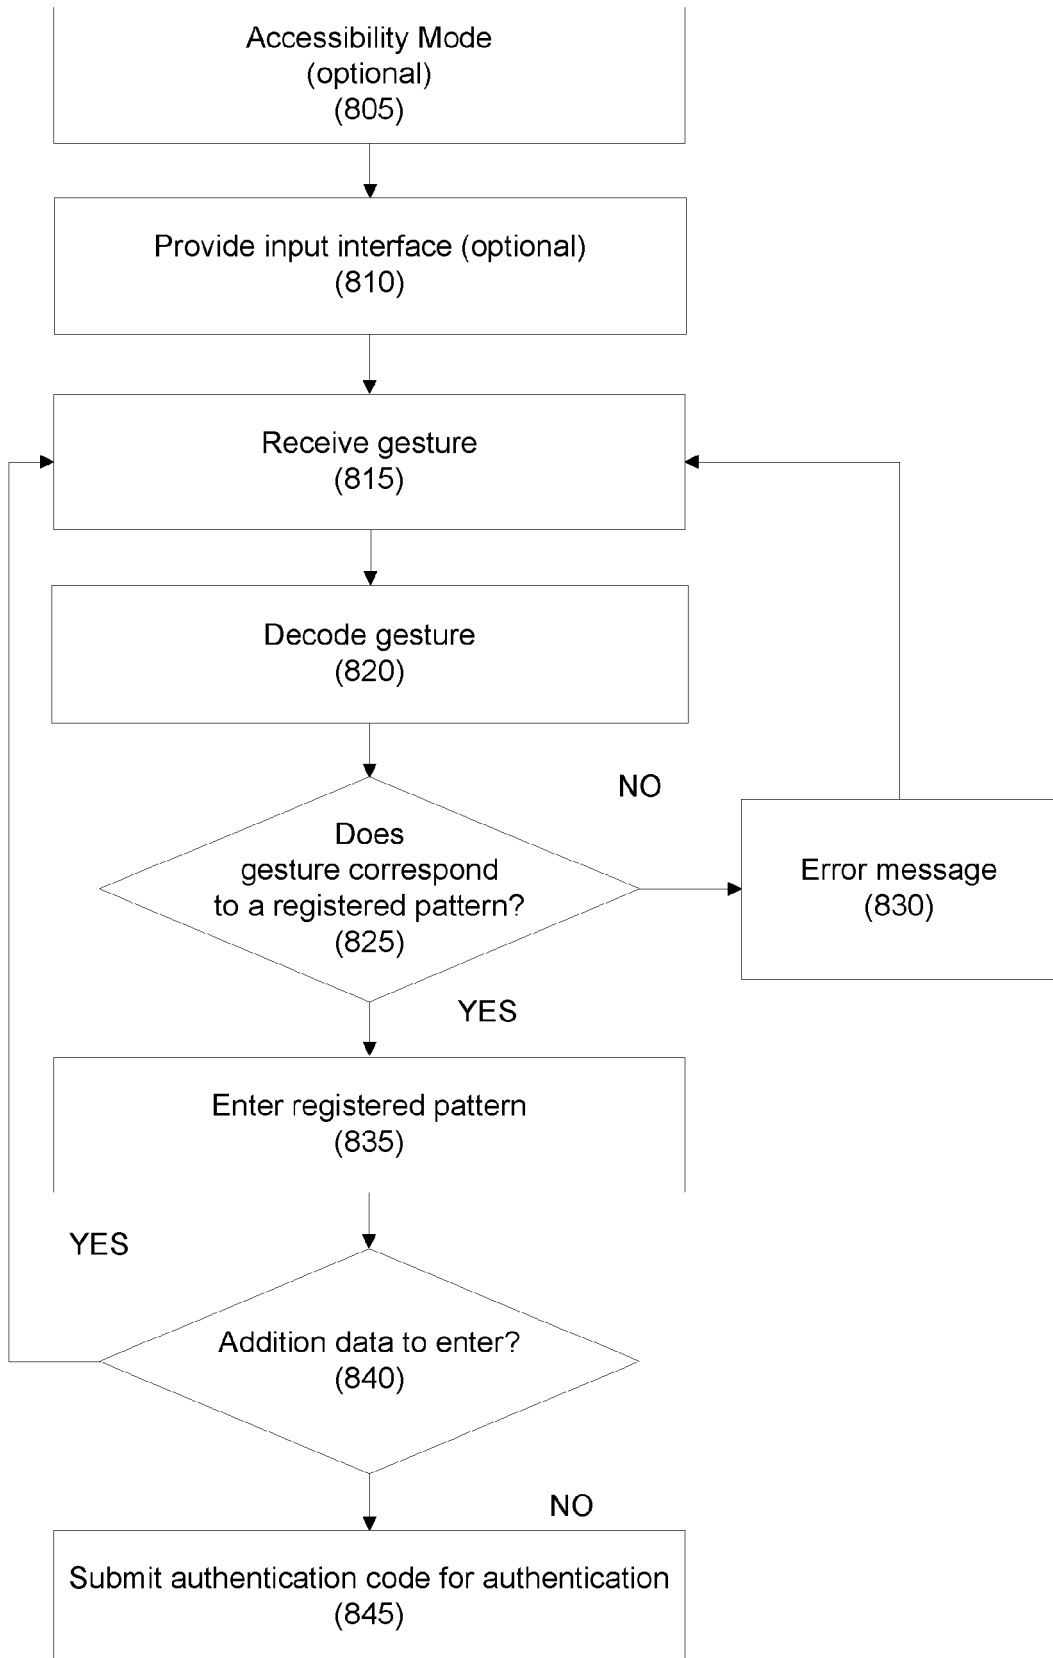 Accessibility Mode
(optional)
(805)
Provide input interface (optional)
(810)
Receive gesture
(815)
Decode gesture
(820)
NO
Does
gesture correspond
to a registered pattern?
(825)
Error message
(830)
YES
Enter registered pattern
(835)
YES
Addition data to enter?
(840)
NO
Submit authentication code for authentication
(845)